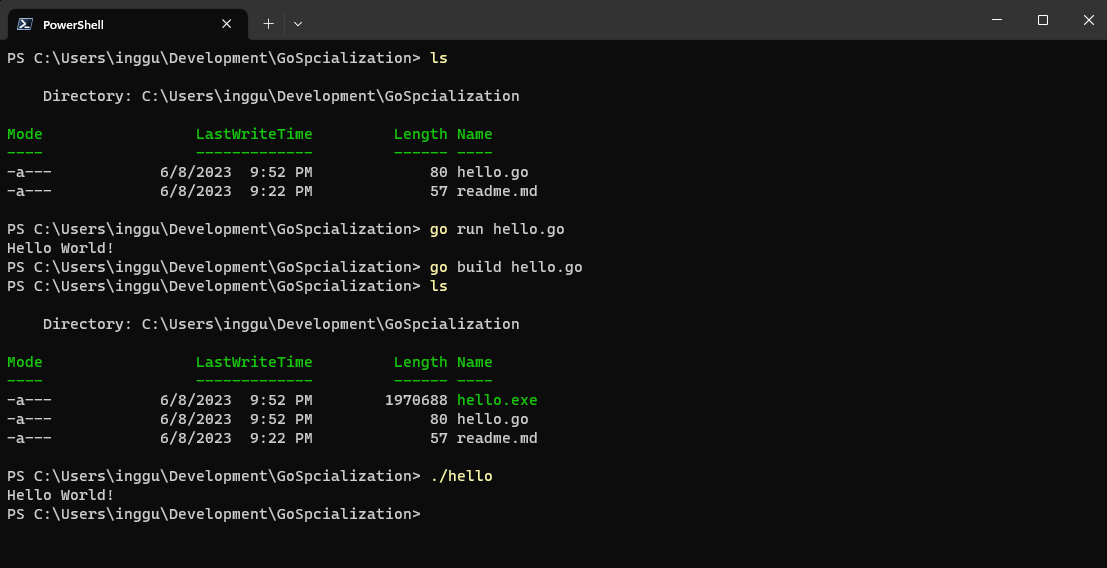 PowerShell
PS C:\Users\inggu\Development\GoSpcialization> ls
Directory: C:\Users\inggu\Development\GoSpcialization
Mode LastWriteTime Length Name
---- ------------- ------ ----
-a--- 6/8/2023 9:52 PM 80 hello.go
-a--- 6/8/2023 9:22 PM 57 readme.md
PS C:\Users\inggu\Development\GoSpcialization> go run hello.go
Hello World!
PS C:\Users\inggu\Development\GoSpcialization> go build hello.go
PS C:\Users\inggu\Development\GoSpcialization> ls
Directory: C:\Users\inggu\Development\GoSpcialization
Mode LastWriteTime Length Name
---- ------------- ------ ----
-a--- 6/8/2023 9:52 PM 1970688 hello.exe
-a--- 6/8/2023 9:52 PM 80 hello.go
-a--- 6/8/2023 9:22 PM 57 readme.md
PS C:\Users\inggu\Development\GoSpcialization> ./hello
Hello World!
PS C:\Users\inggu\Development\GoSpcialization>